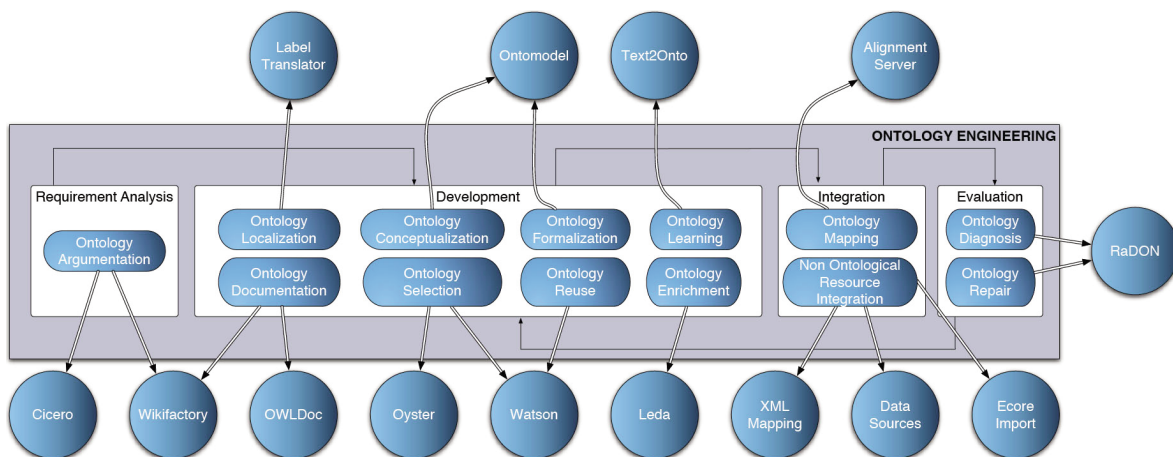 Label
Translator
Ontomodel
Text2Onto
Alignment
Server
ONTOLOGY ENGINEERING
Requirement Analysis
Development
Integration
Evaluation
Ontology
Argumentation
Ontology
Localization
Ontology
Conceptualization
Ontology
Formalization
Ontology
Learning
Ontology
Mapping
Ontology
Diagnosis
Ontology
Documentation
Ontology
Selection
Ontology
Reuse
Ontology
Enrichment
Non Ontological
Resource
Integration
Ontology
Repair
RaDON
Cicero
Wikifactory
OWLDoc
Oyster
Watson
Leda
XML
Mapping
Data
Sources
Ecore
Import